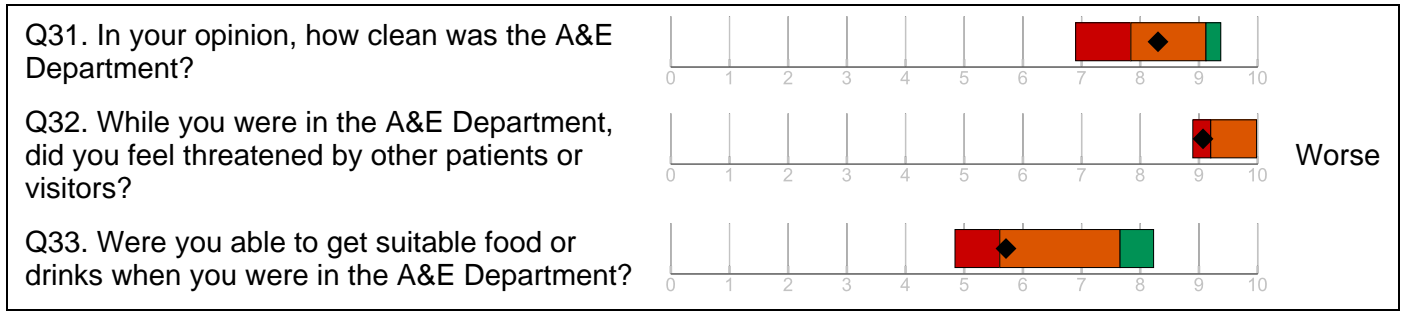 Q31. In your opinion, how clean was the A&E
Department?
0 1 2 3 4 5 6 7 8 9 10
Q32. While you were in the A&E Department,
did you feel threatened by other patients or
visitors?
0 1 2 3 4 5 6 7 8 9 10
Worse
Q33. Were you able to get suitable food or
drinks when you were in the A&E Department?
0 1 2 3 4 5 6 7 8 9 10